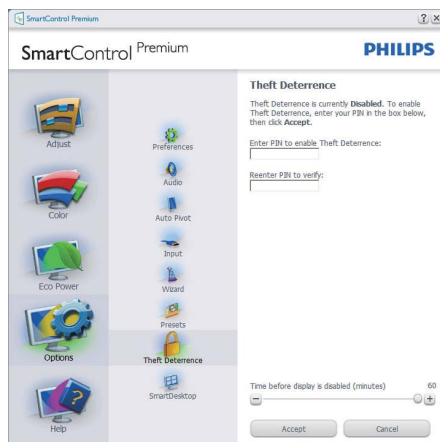 SmartControl Premium
SmartControl Premium
PHILIPS
Adjust
Color
Eco Power
Options
Help
Preferences
Audio
Auto Pivot
Input
Wizard
Presets
Theft Deterrence
SmartDesktop
Theft Deterrence
Theft Deterrence is currently Disabled. To enable
Theft Deterrence, enter your PIN in the box below,
then click Accept.
Enter PIN to enable Theft Deterrence:
Reenter PIN to verify:
Time before display is disabled (minutes) 60
Accept Cancel